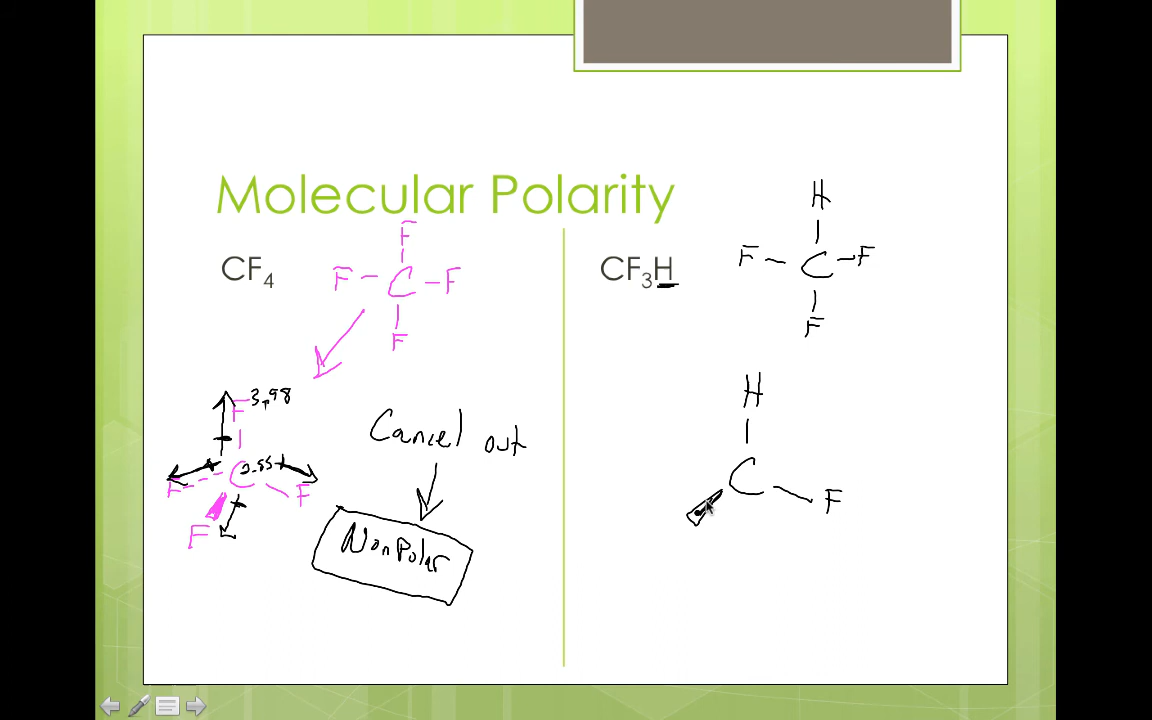 Molecular Polarity
CF4
F
F - C - F
F
F 3.98
C 2.55
F
F
F
Cancel out
NonPolar
CF3H
H
F - C - F
F
H
C
F